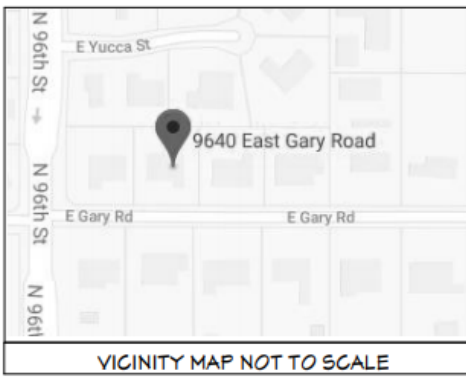 N 96th St
E Yucca St
9640 East Gary Road
N 96th St
E Gary Rd
E Gary Rd
N 96t
VICINITY MAP NOT TO SCALE